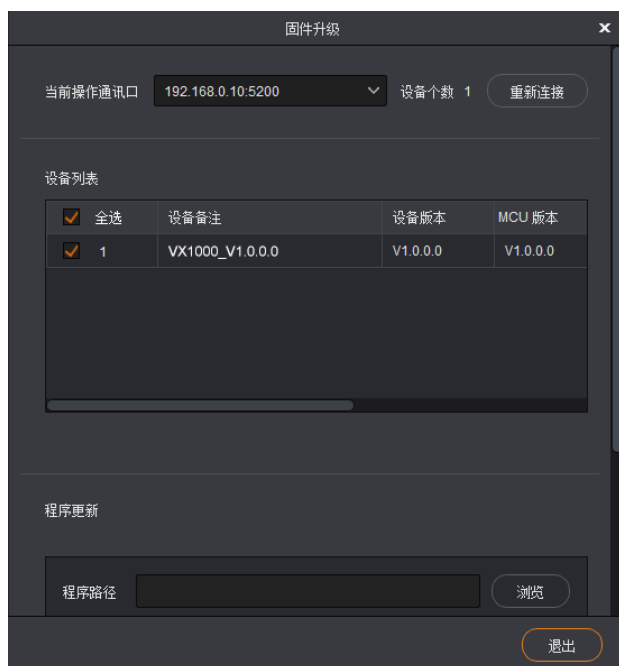 固件升级
当前操作通讯口 192.168.0.10:5200 设备个数 1 重新连接
设备列表
全选 设备备注 设备版本 MCU 版本
1 VX1000_V1.0.0.0 V1.0.0.0 V1.0.0.0
程序更新
程序路径 浏览
退出